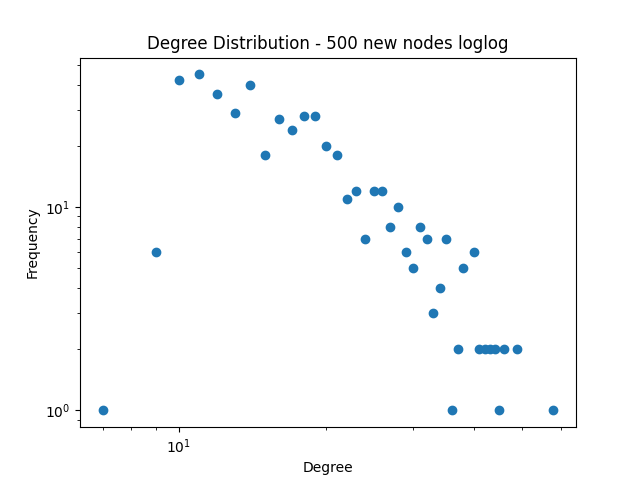 Degree Distribution - 500 new nodes loglog
Frequency
10¹
10⁰
10¹
Degree